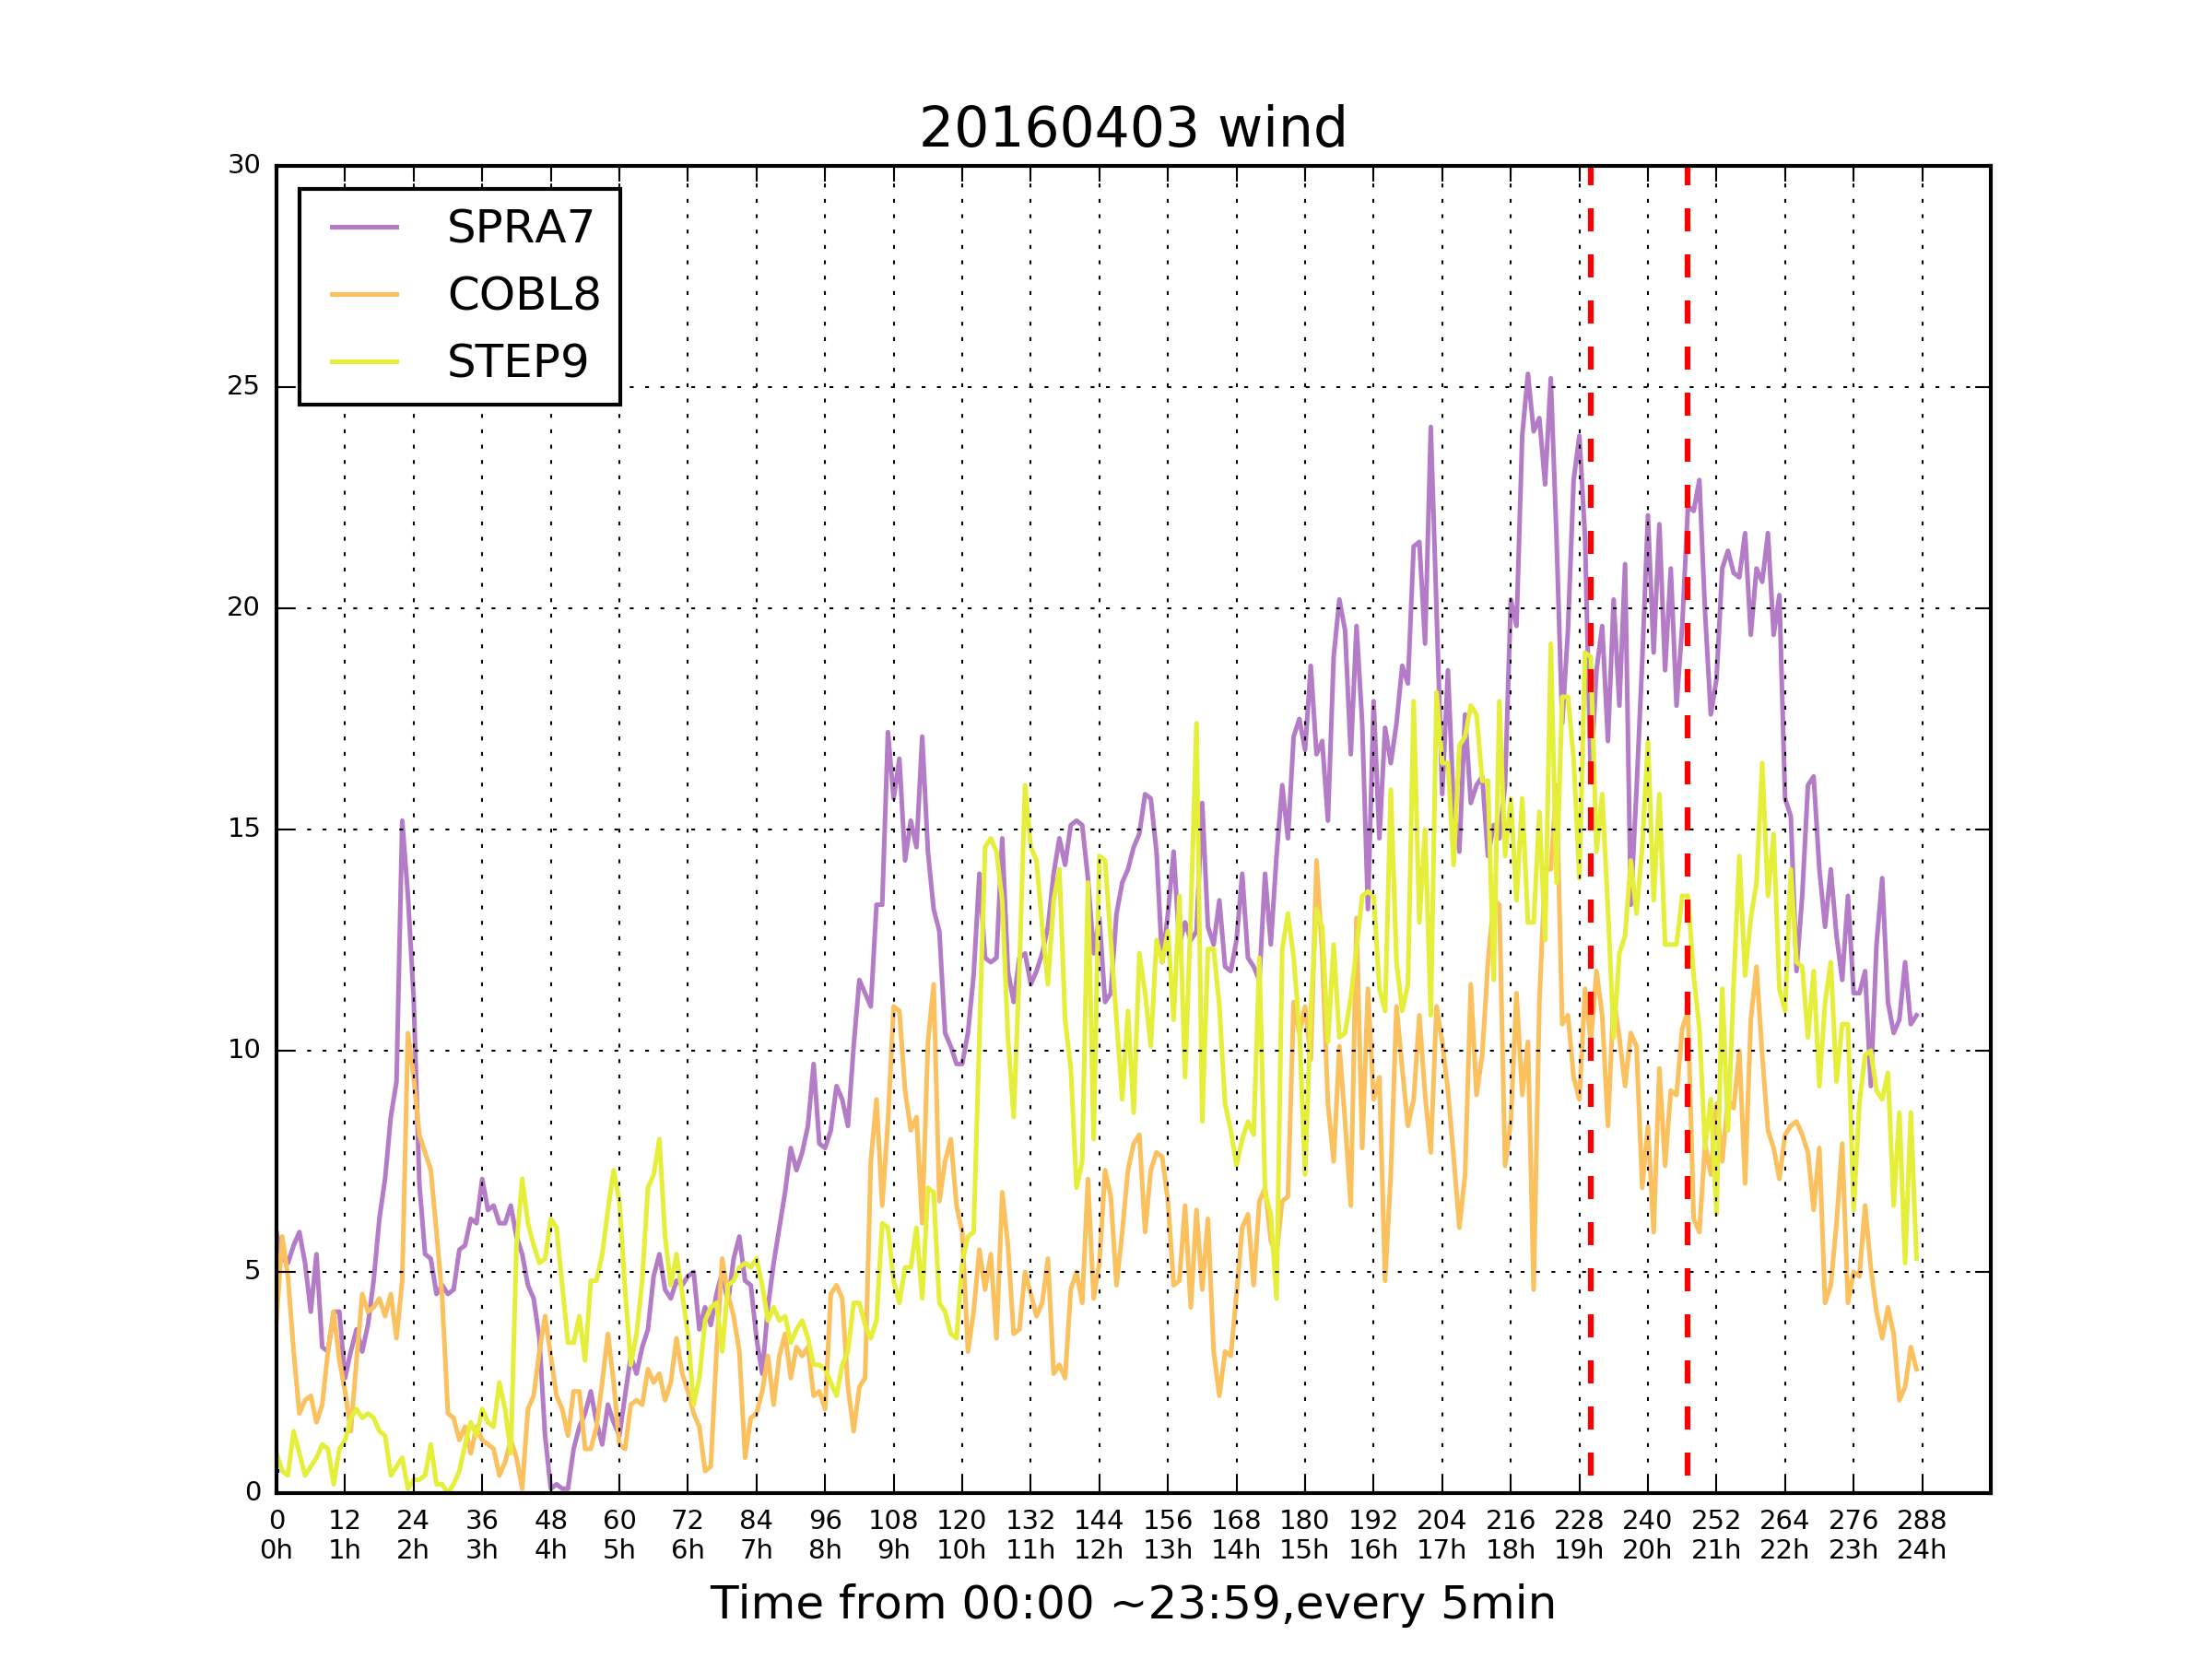 20160403 wind
30
25
20
15
10
5
0
SPRA7
COBL8
STEP9
0 12 24 36 48 60 72 84 96 108 120 132 144 156 168 180 192 204 216 228 240 252 264 276 288
0h 1h 2h 3h 4h 5h 6h 7h 8h 9h 10h 11h 12h 13h 14h 15h 16h 17h 18h 19h 20h 21h 22h 23h 24h
Time from 00:00 ~23:59,every 5min